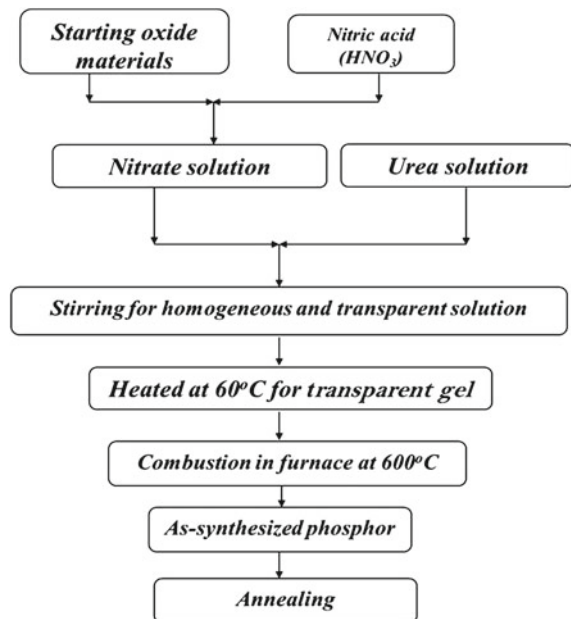 Starting oxide
materials
Nitric acid
(HNO₃)
Nitrate solution
Urea solution
Stirring for homogeneous and transparent solution
Heated at 60°C for transparent gel
Combustion in furnace at 600°C
As-synthesized phosphor
Annealing